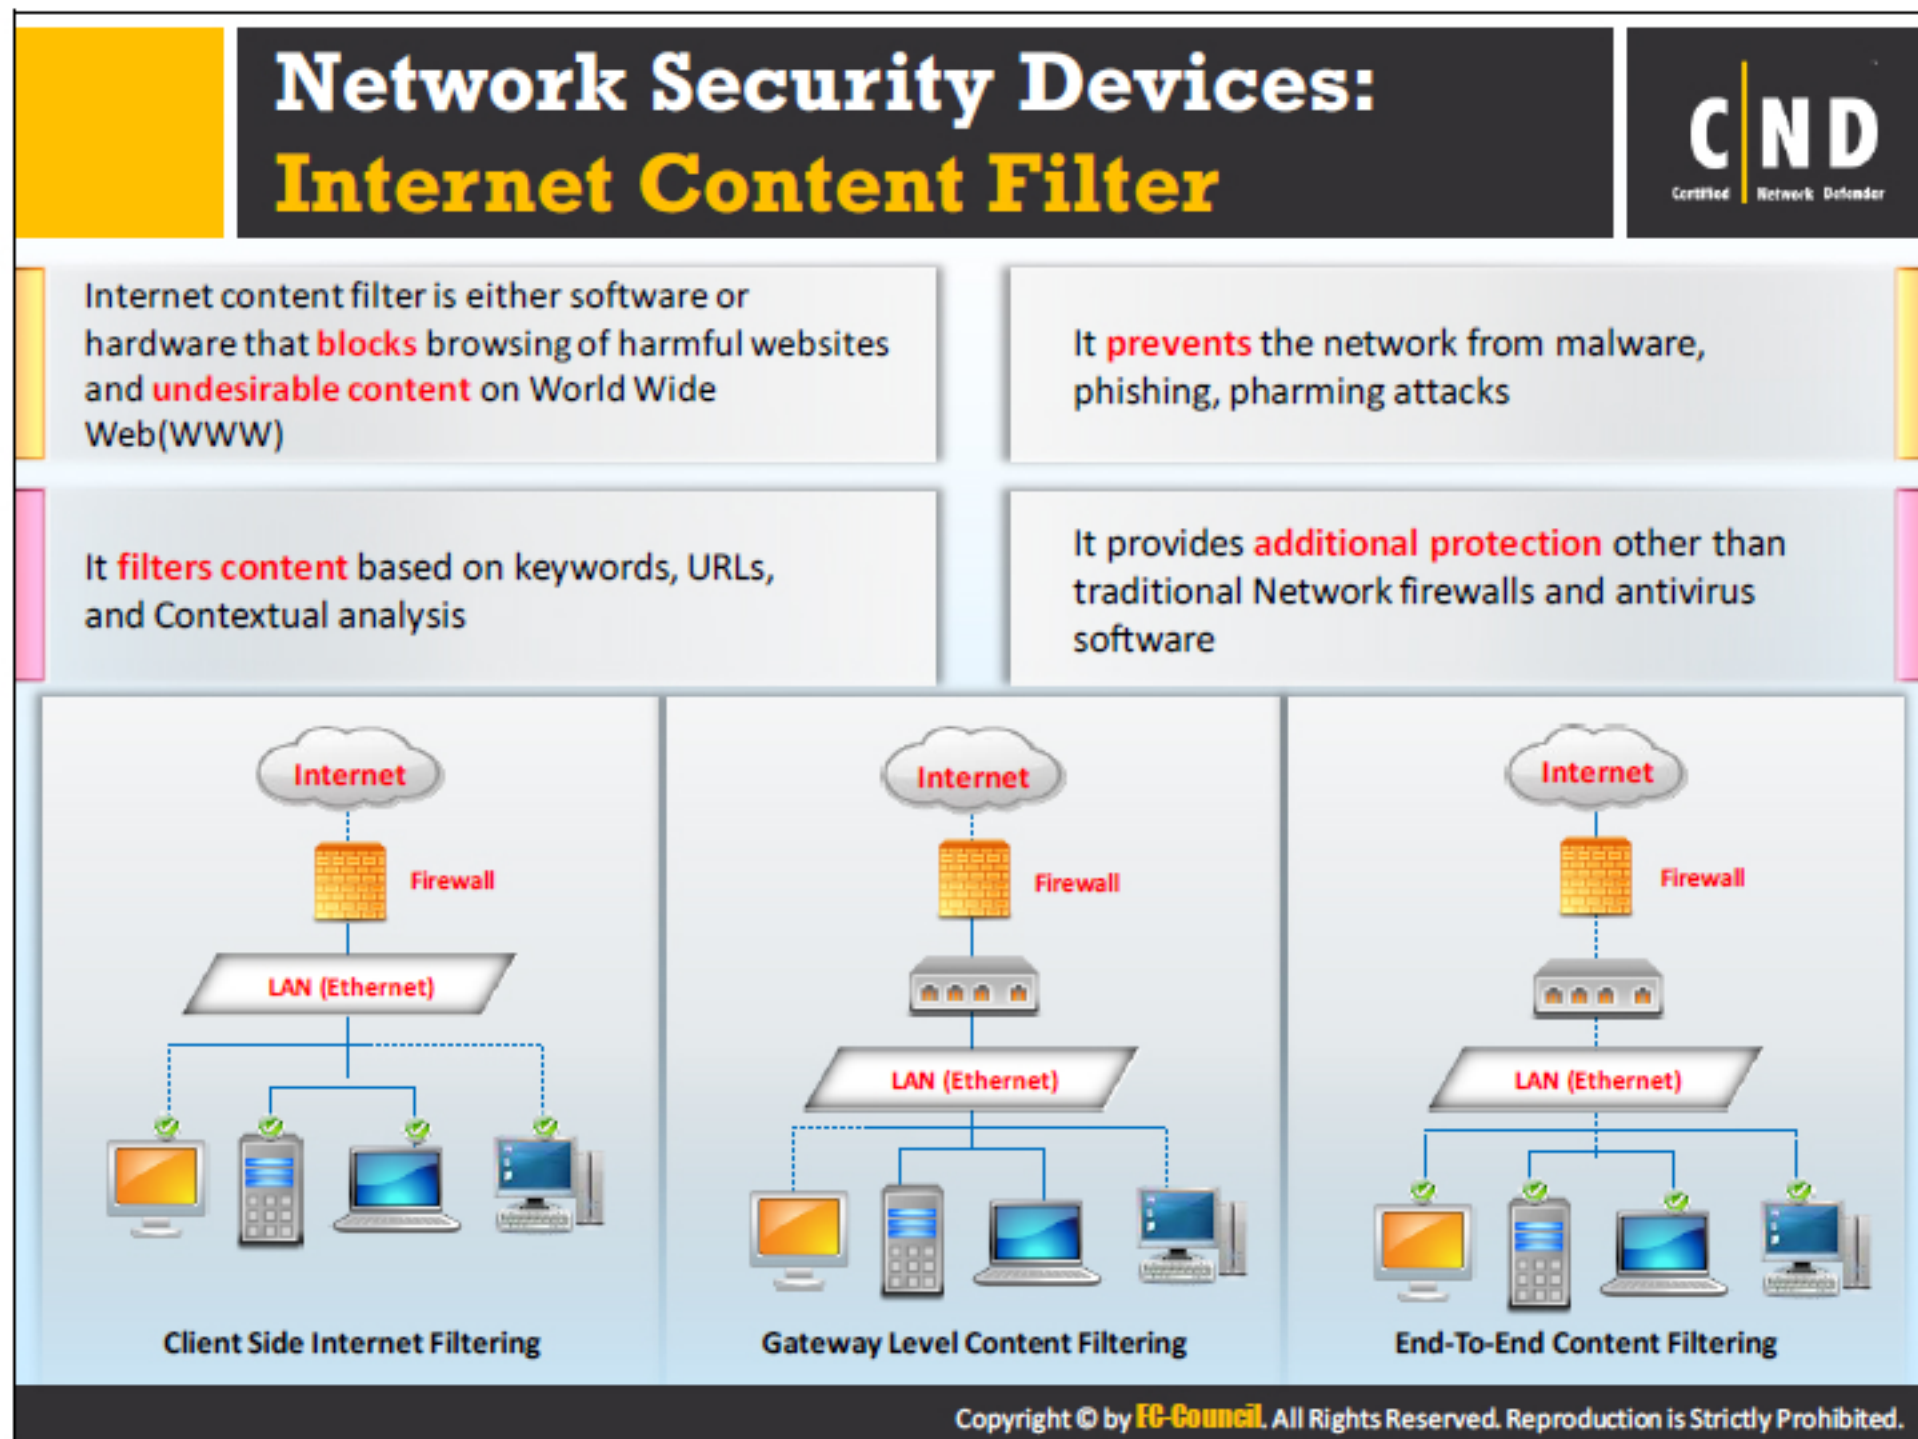 Network Security Devices:
Internet Content Filter
C|ND
Certified Network Defender
Internet content filter is either software or
hardware that blocks browsing of harmful websites
and undesirable content on World Wide
Web(WWW)
It prevents the network from malware,
phishing, pharming attacks
It filters content based on keywords, URLs,
and Contextual analysis
It provides additional protection other than
traditional Network firewalls and antivirus
software
Internet
Firewall
LAN (Ethernet)
Client Side Internet Filtering
Internet
Firewall
LAN (Ethernet)
Gateway Level Content Filtering
Internet
Firewall
LAN (Ethernet)
End-To-End Content Filtering
Copyright © by EC-Council. All Rights Reserved. Reproduction is Strictly Prohibited.